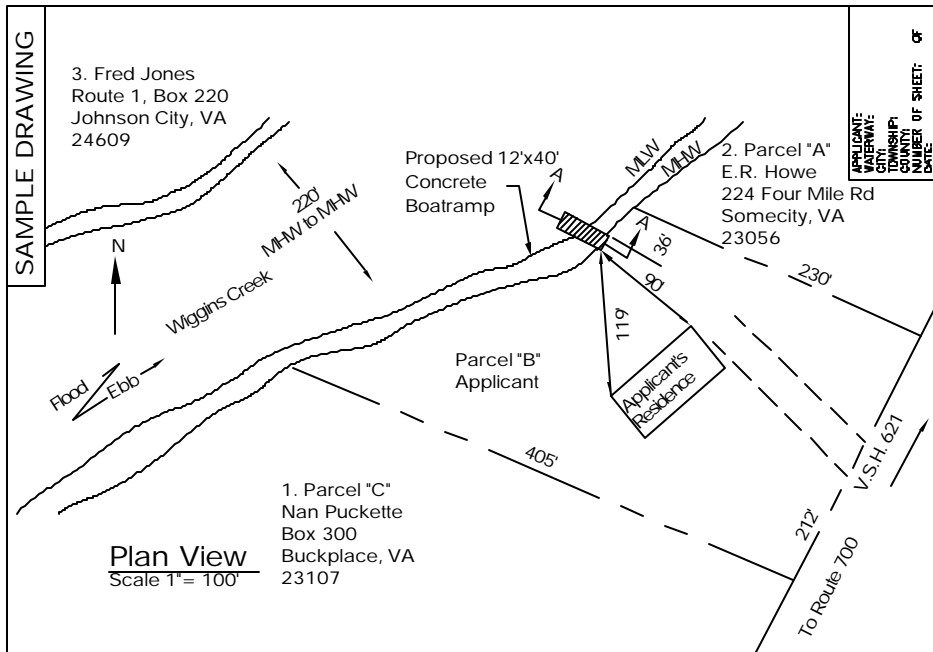 SAMPLE DRAWING
3. Fred Jones
Route 1, Box 220
Johnson City, VA
24609
APPLICANT:
WATERWAY:
CITY:
TOWNSHIP:
COUNTY:
NUMBER OF SHEET: OF
DATE:
Proposed 12'x40'
Concrete
Boatramp
A
A
MLW
MHW
2. Parcel "A"
E.R. Howe
224 Four Mile Rd
Somecity, VA
23056
220'
MHW to MHW
N
Wiggins Creek
Flood
Ebb
36'
90'
119'
230'
Parcel "B"
Applicant
Applicant's
Residence
405'
V.S.H. 621
212'
To Route 700
1. Parcel "C"
Nan Puckette
Box 300
Buckplace, VA
23107
Plan View
Scale 1"= 100'